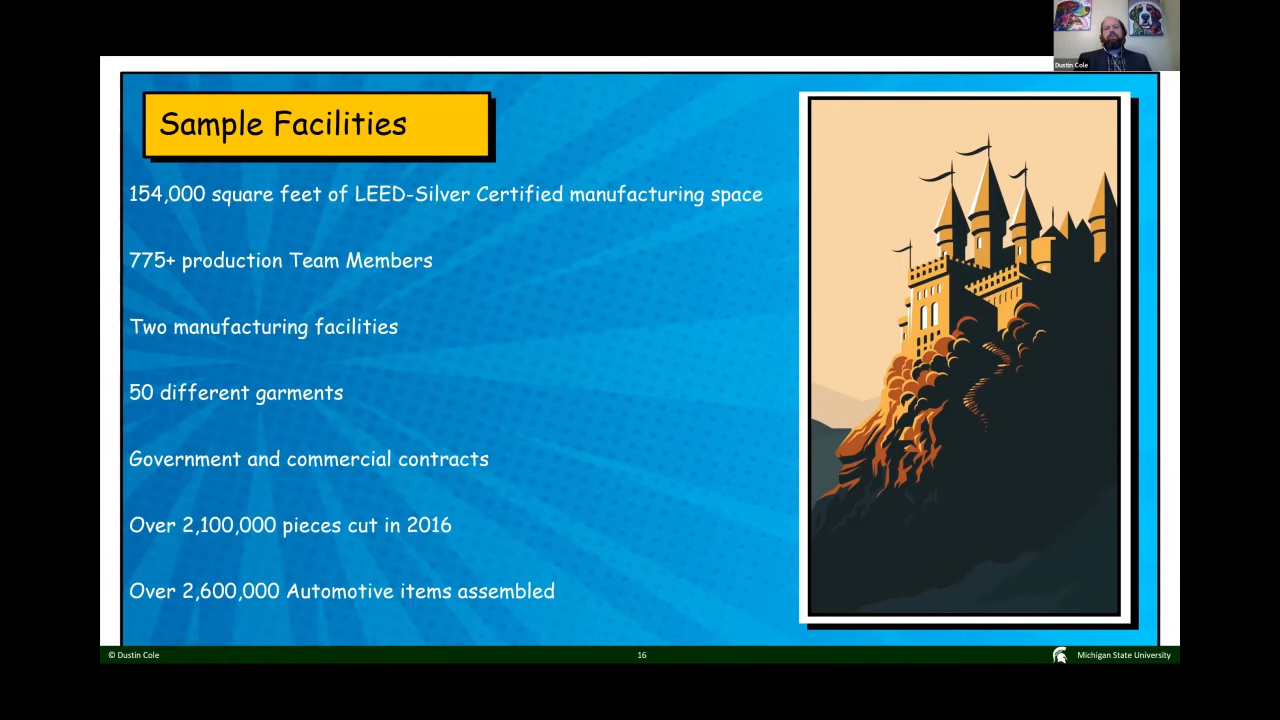 Dustin Cole
Sample Facilities
154,000 square feet of LEED-Silver Certified manufacturing space
775+ production Team Members
Two manufacturing facilities
50 different garments
Government and commercial contracts
Over 2,100,000 pieces cut in 2016
Over 2,600,000 Automotive items assembled
© Dustin Cole
16
Michigan State University